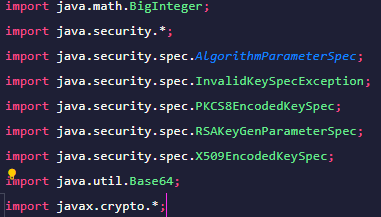 import java.math.BigInteger;
import java.security.*;
import java.security.spec.AlgorithmParameterSpec;
import java.security.spec.InvalidKeySpecException;
import java.security.spec.PKCS8EncodedKeySpec;
import java.security.spec.RSAKeyGenParameterSpec;
import java.security.spec.X509EncodedKeySpec;
import java.util.Base64;
import javax.crypto.*;